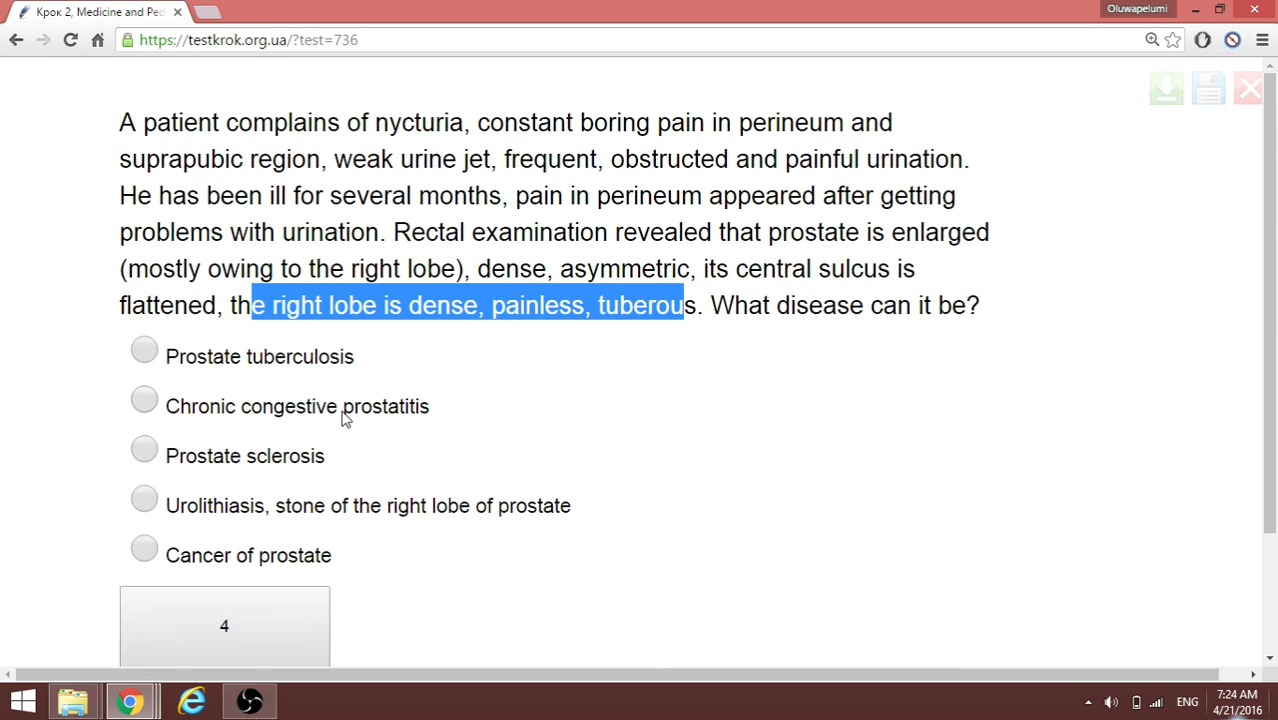 Крок 2, Medicine and Ped
Oluwapelumi
https://testkrok.org.ua/?test=736
A patient complains of nycturia, constant boring pain in perineum and
suprapubic region, weak urine jet, frequent, obstructed and painful urination.
He has been ill for several months, pain in perineum appeared after getting
problems with urination. Rectal examination revealed that prostate is enlarged
(mostly owing to the right lobe), dense, asymmetric, its central sulcus is
flattened, the right lobe is dense, painless, tuberous. What disease can it be?
Prostate tuberculosis
Chronic congestive prostatitis
Prostate sclerosis
Urolithiasis, stone of the right lobe of prostate
Cancer of prostate
4
ENG
7:24 AM
4/21/2016